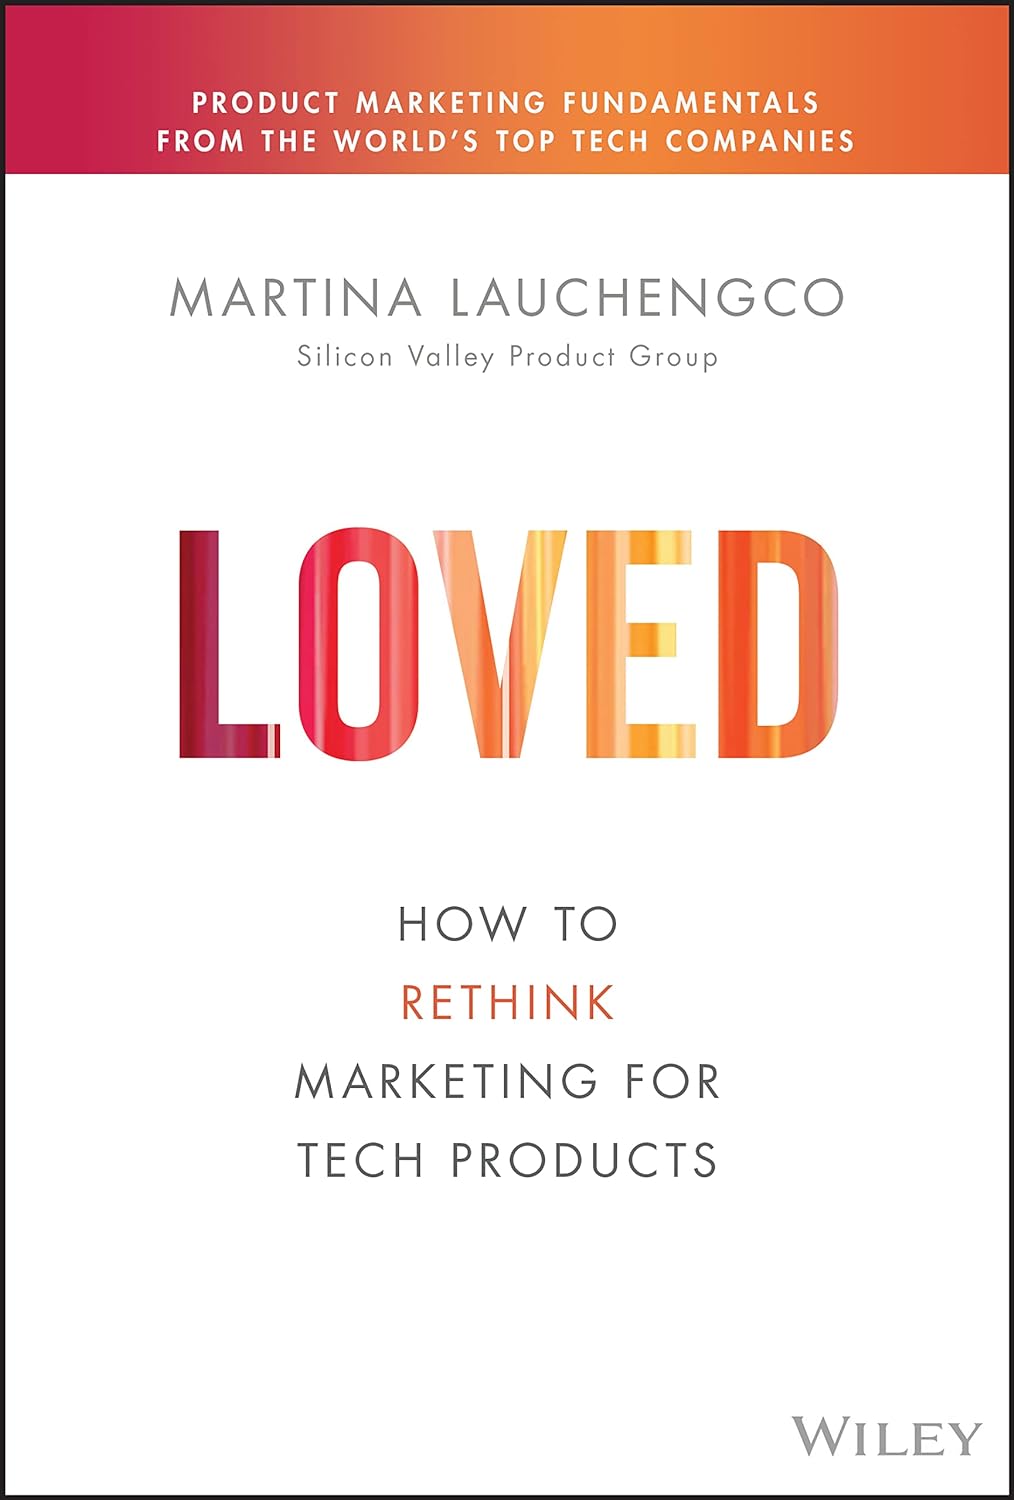 PRODUCT MARKETING FUNDAMENTALS
FROM THE WORLD'S TOP TECH COMPANIES
MARTINA LAUCHENGCO
Silicon Valley Product Group
LOVED
HOW TO
RETHINK
MARKETING FOR
TECH PRODUCTS
WILEY